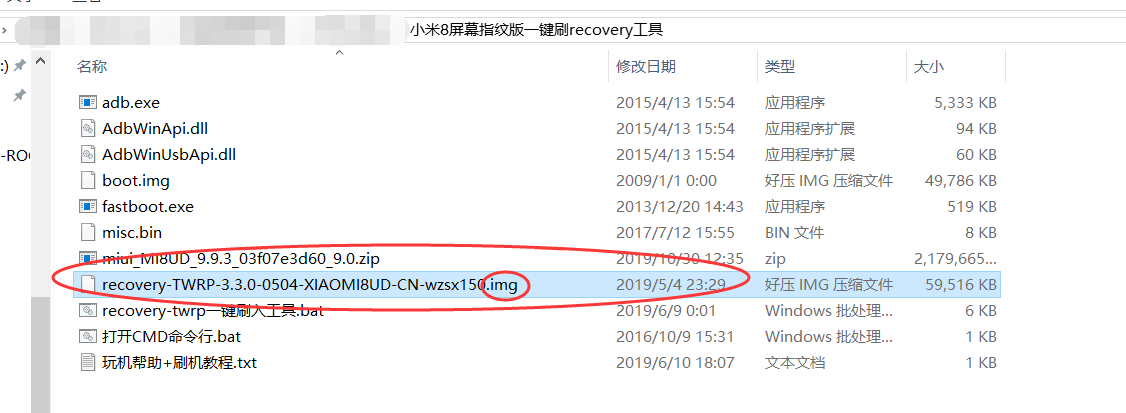 小米8屏幕指纹版一键刷recovery工具
:) 名称 修改日期 类型 大小
adb.exe 2015/4/13 15:54 应用程序 5,333 KB
AdbWinApi.dll 2015/4/13 15:54 应用程序扩展 94 KB
AdbWinUsbApi.dll 2015/4/13 15:54 应用程序扩展 60 KB
-ROO
boot.img 2009/1/1 0:00 好压 IMG 压缩文件 49,786 KB
fastboot.exe 2013/12/20 14:43 应用程序 519 KB
misc.bin 2017/7/12 15:55 BIN 文件 8 KB
miui_MI8UD_9.9.3_03f07e3d60_9.0.zip 2019/10/30 12:35 zip 2,179,665...
recovery-TWRP-3.3.0-0504-XIAOMI8UD-CN-wzsx150.img 2019/5/4 23:29 好压 IMG 压缩文件 59,516 KB
recovery-twrp一键刷入工具.bat 2019/6/9 0:01 Windows 批处理... 6 KB
打开CMD命令行.bat 2016/10/9 15:31 Windows 批处理... 1 KB
玩机帮助+刷机教程.txt 2019/6/10 18:07 文本文档 1 KB